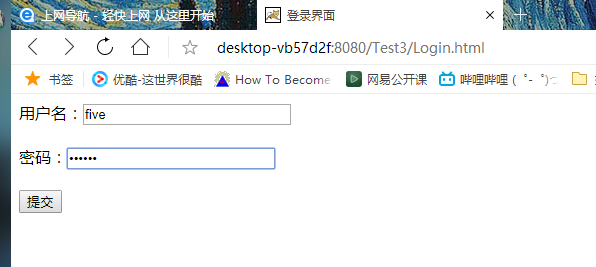 上网导航 - 轻快上网 从这里开始
登录界面
desktop-vb57d2f:8080/Test3/Login.html
书签 优酷-这世界很酷 How To Become 网易公开课 哔哩哔哩 ( ゜- ゜)つ
用户名：five
密码：••••••
提交